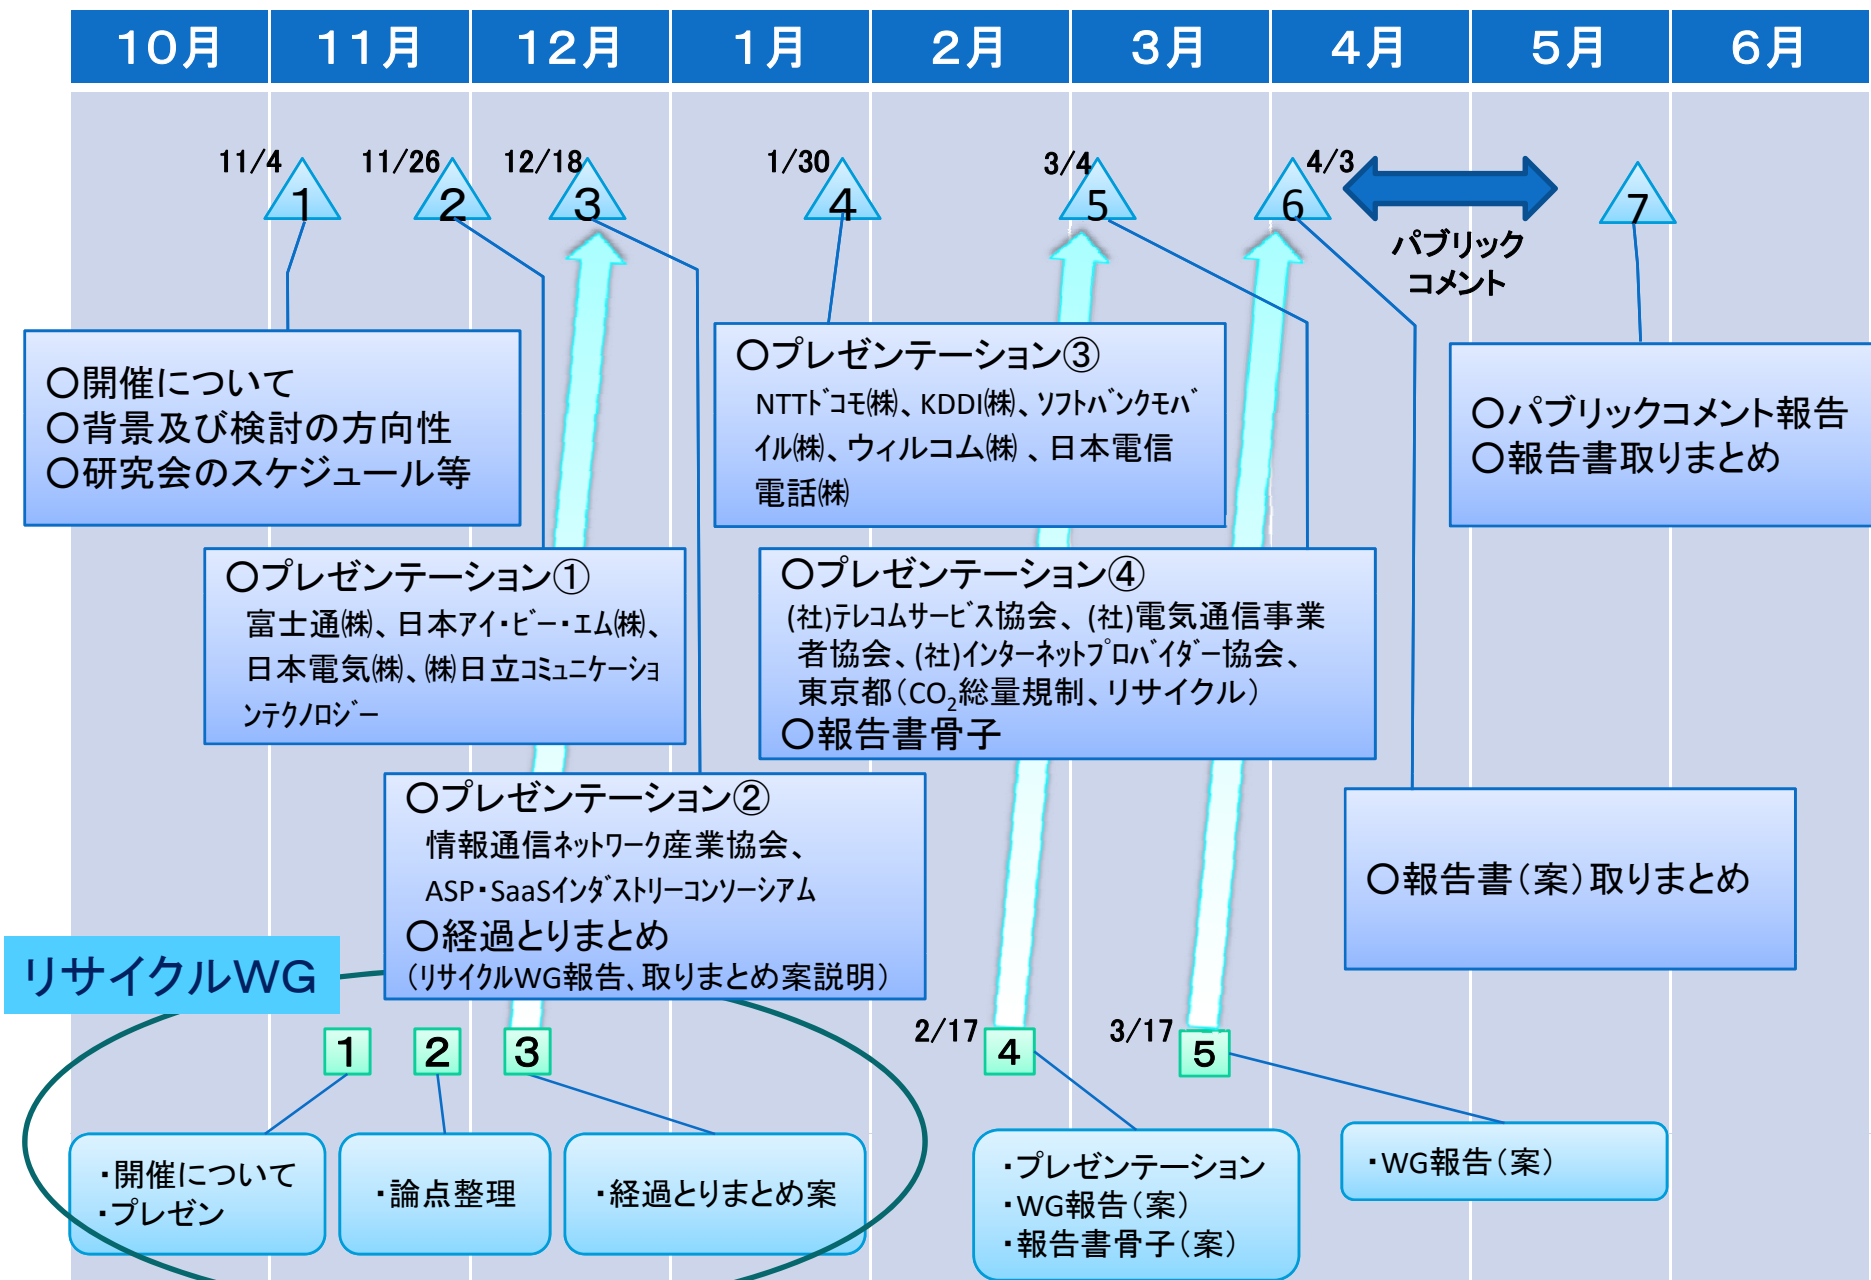 10月
11月
12月
1月
2月
3月
4月
5月
6月
11/4
1
11/26
2
12/18
3
1/30
4
3/4
5
4/3
6
パブリック
コメント
7
○開催について
○背景及び検討の方向性
○研究会のスケジュール等
○プレゼンテーション①
富士通㈱、日本アイ・ビー・エム㈱、
日本電気㈱、㈱日立ｺﾐｭﾆｹｰｼｮ
ﾝﾃｸﾉﾛｼﾞｰ
○プレゼンテーション②
情報通信ﾈｯﾄﾜｰｸ産業協会、
ASP・SaaSｲﾝﾀﾞｽﾄﾘｰｺﾝｿｰｼｱﾑ
○経過とりまとめ
（ﾘｻｲｸﾙWG報告、取りまとめ案説明）
○プレゼンテーション③
NTTﾄﾞｺﾓ㈱、KDDI㈱、ｿﾌﾄﾊﾞﾝｸﾓﾊﾞ
ｲﾙ㈱、ウィルコム㈱ 、日本電信
電話㈱
○プレゼンテーション④
(社)ﾃﾚｺﾑｻｰﾋﾞｽ協会、(社)電気通信事業
者協会、(社)ｲﾝﾀｰﾈｯﾄﾌﾟﾛﾊﾞｲﾀﾞｰ協会、
東京都（CO₂総量規制、リサイクル）
○報告書骨子
○報告書（案）取りまとめ
○パブリックコメント報告
○報告書取りまとめ
リサイクルWG
1
2
3
2/17
4
3/17
5
・開催について
・プレゼン
・論点整理
・経過とりまとめ案
・プレゼンテーション
・WG報告（案）
・報告書骨子（案）
・WG報告（案）